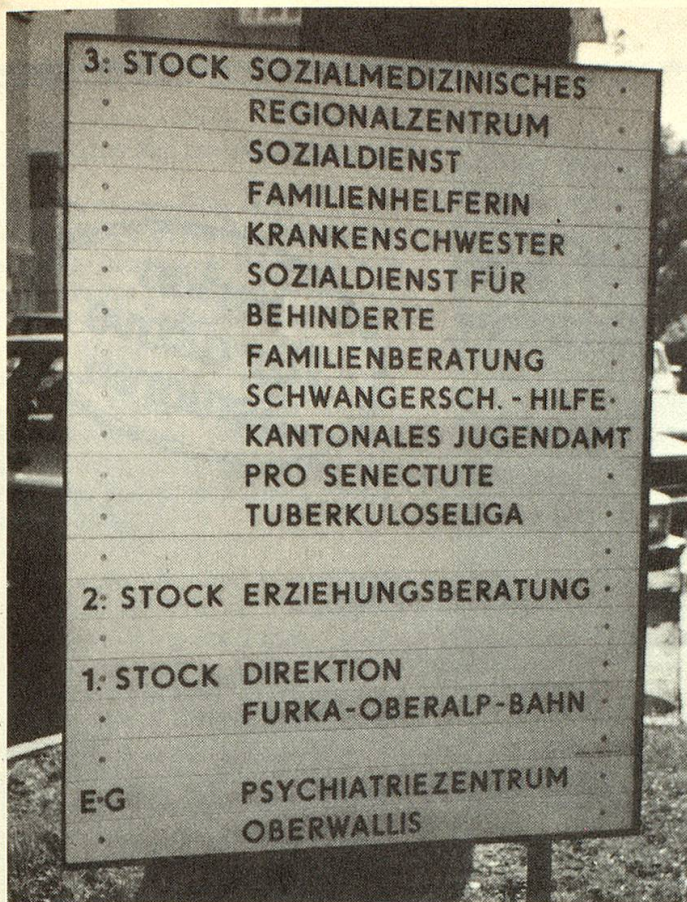 3: STOCK SOZIALMEDIZINISCHES
REGIONALZENTRUM
SOZIALDIENST
FAMILIENHELFERIN
KRANKENSCHWESTER
SOZIALDIENST FÜR
BEHINDERTE
FAMILIENBERATUNG
SCHWANGERSCH. - HILFE
KANTONALES JUGENDAMT
PRO SENECTUTE
TUBERKULOSELIGA
2: STOCK ERZIEHUNGSBERATUNG
1: STOCK DIREKTION
FURKA-OBERALP-BAHN
E·G PSYCHIATRIEZENTRUM
OBERWALLIS